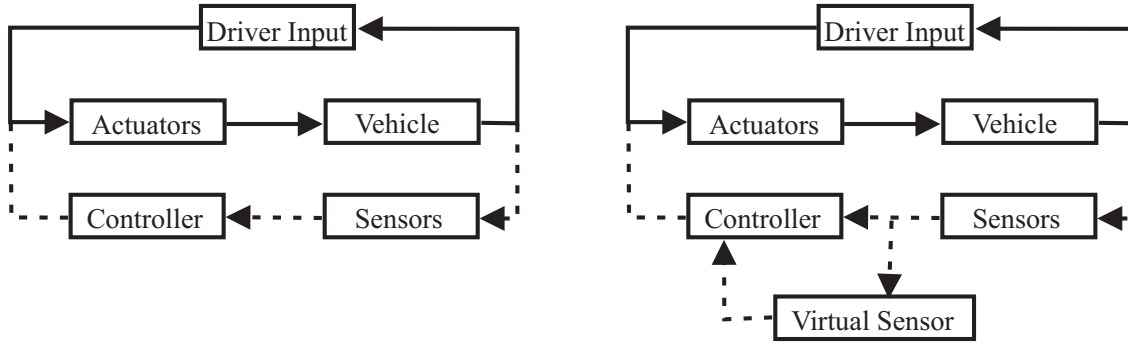 Driver Input
Actuators
Vehicle
Controller
Sensors
Driver Input
Actuators
Vehicle
Controller
Sensors
Virtual Sensor